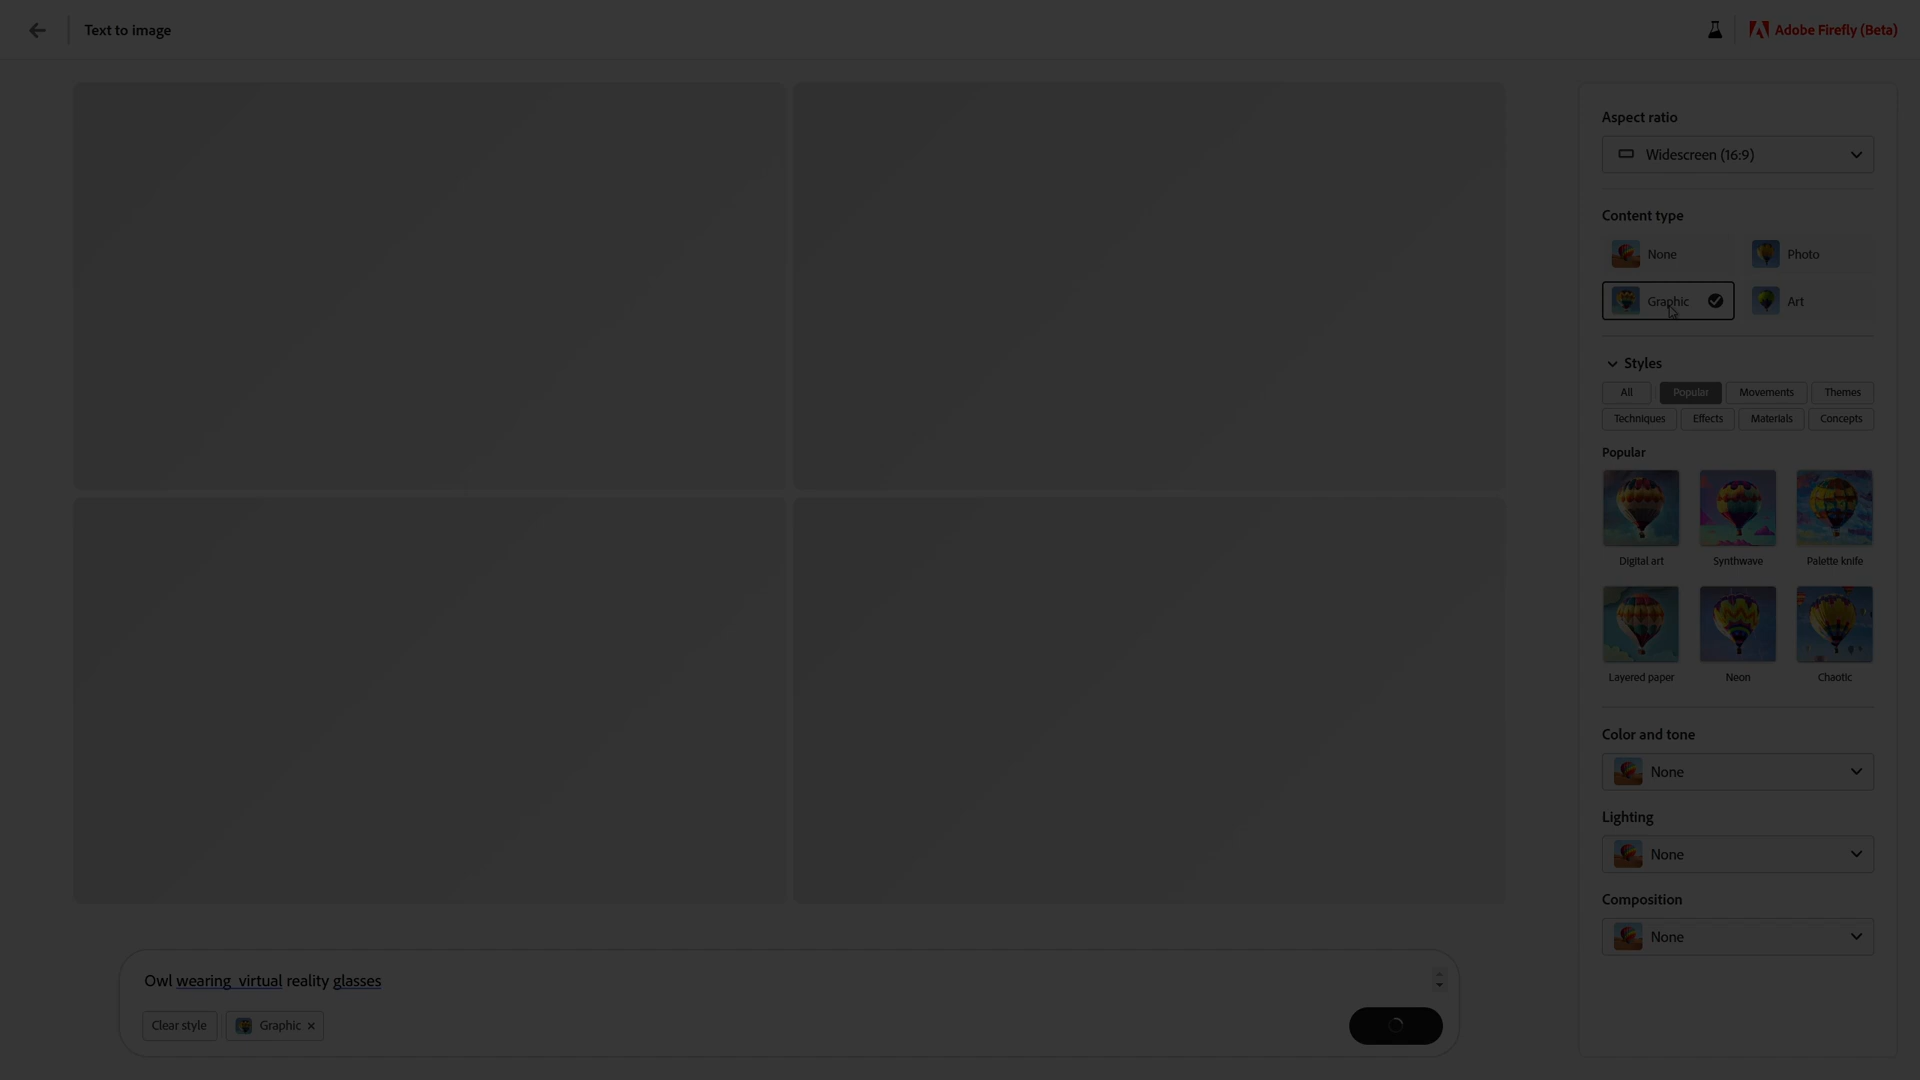 Text to image
Adobe Firefly (Beta)
Aspect ratio
Widescreen (16:9)
Content type
None
Photo
Graphic
Art
Styles
All
Popular
Movements
Themes
Techniques
Effects
Materials
Concepts
Popular
Digital art
Synthwave
Palette knife
Layered paper
Neon
Chaotic
Color and tone
None
Lighting
None
Composition
None
Owl wearing  virtual reality glasses
Clear style
Graphic